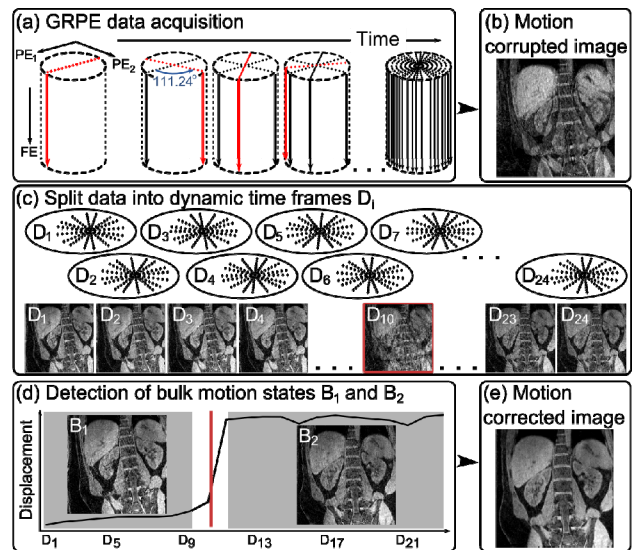 (a) GRPE data acquisition
PE1
PE2
Time
111.24°
FE
(b) Motion
corrupted image
(c) Split data into dynamic time frames Di
D1 D3 D5 D7
D2 D4 D6 D24
D1 D2 D3 D4 D10 D23 D24
(d) Detection of bulk motion states B1 and B2
Displacement
B1
B2
D1 D5 D9 D13 D17 D21
(e) Motion
corrected image